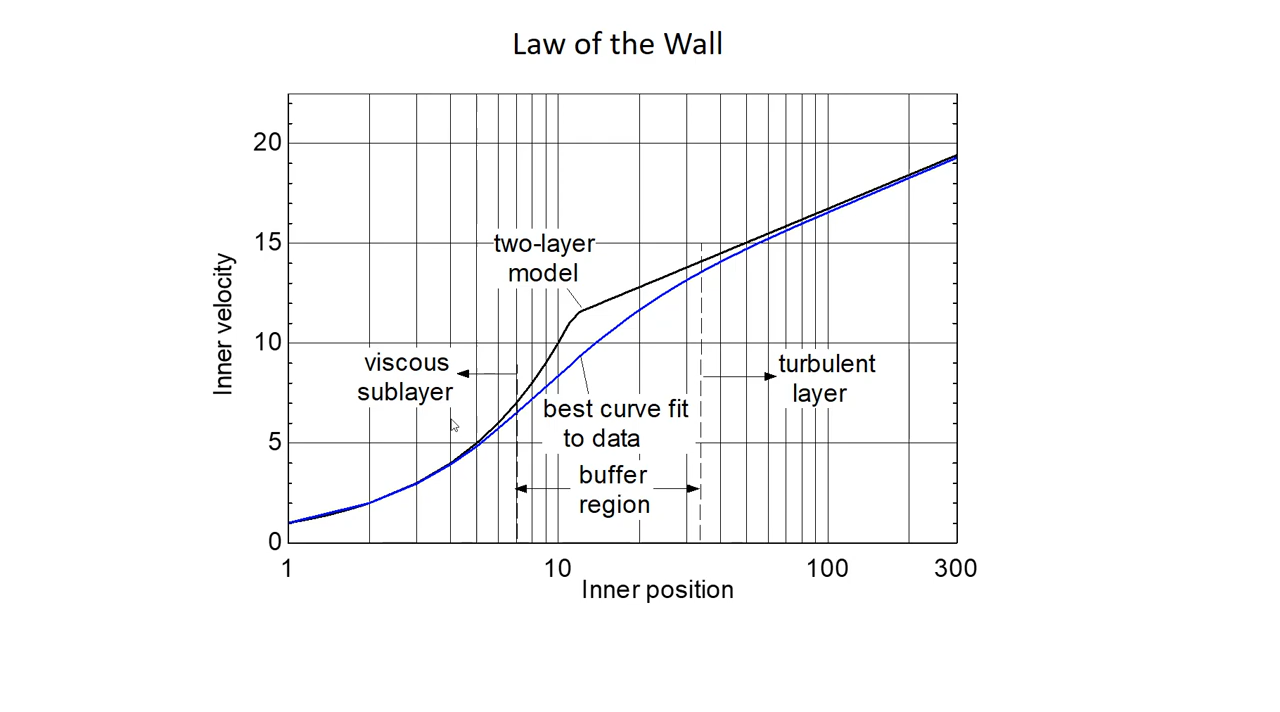 Law of the Wall
20
15
10
5
0
Inner velocity
two-layer
model
viscous
sublayer
turbulent
layer
best curve fit
to data
buffer
region
1
10
100
300
Inner position